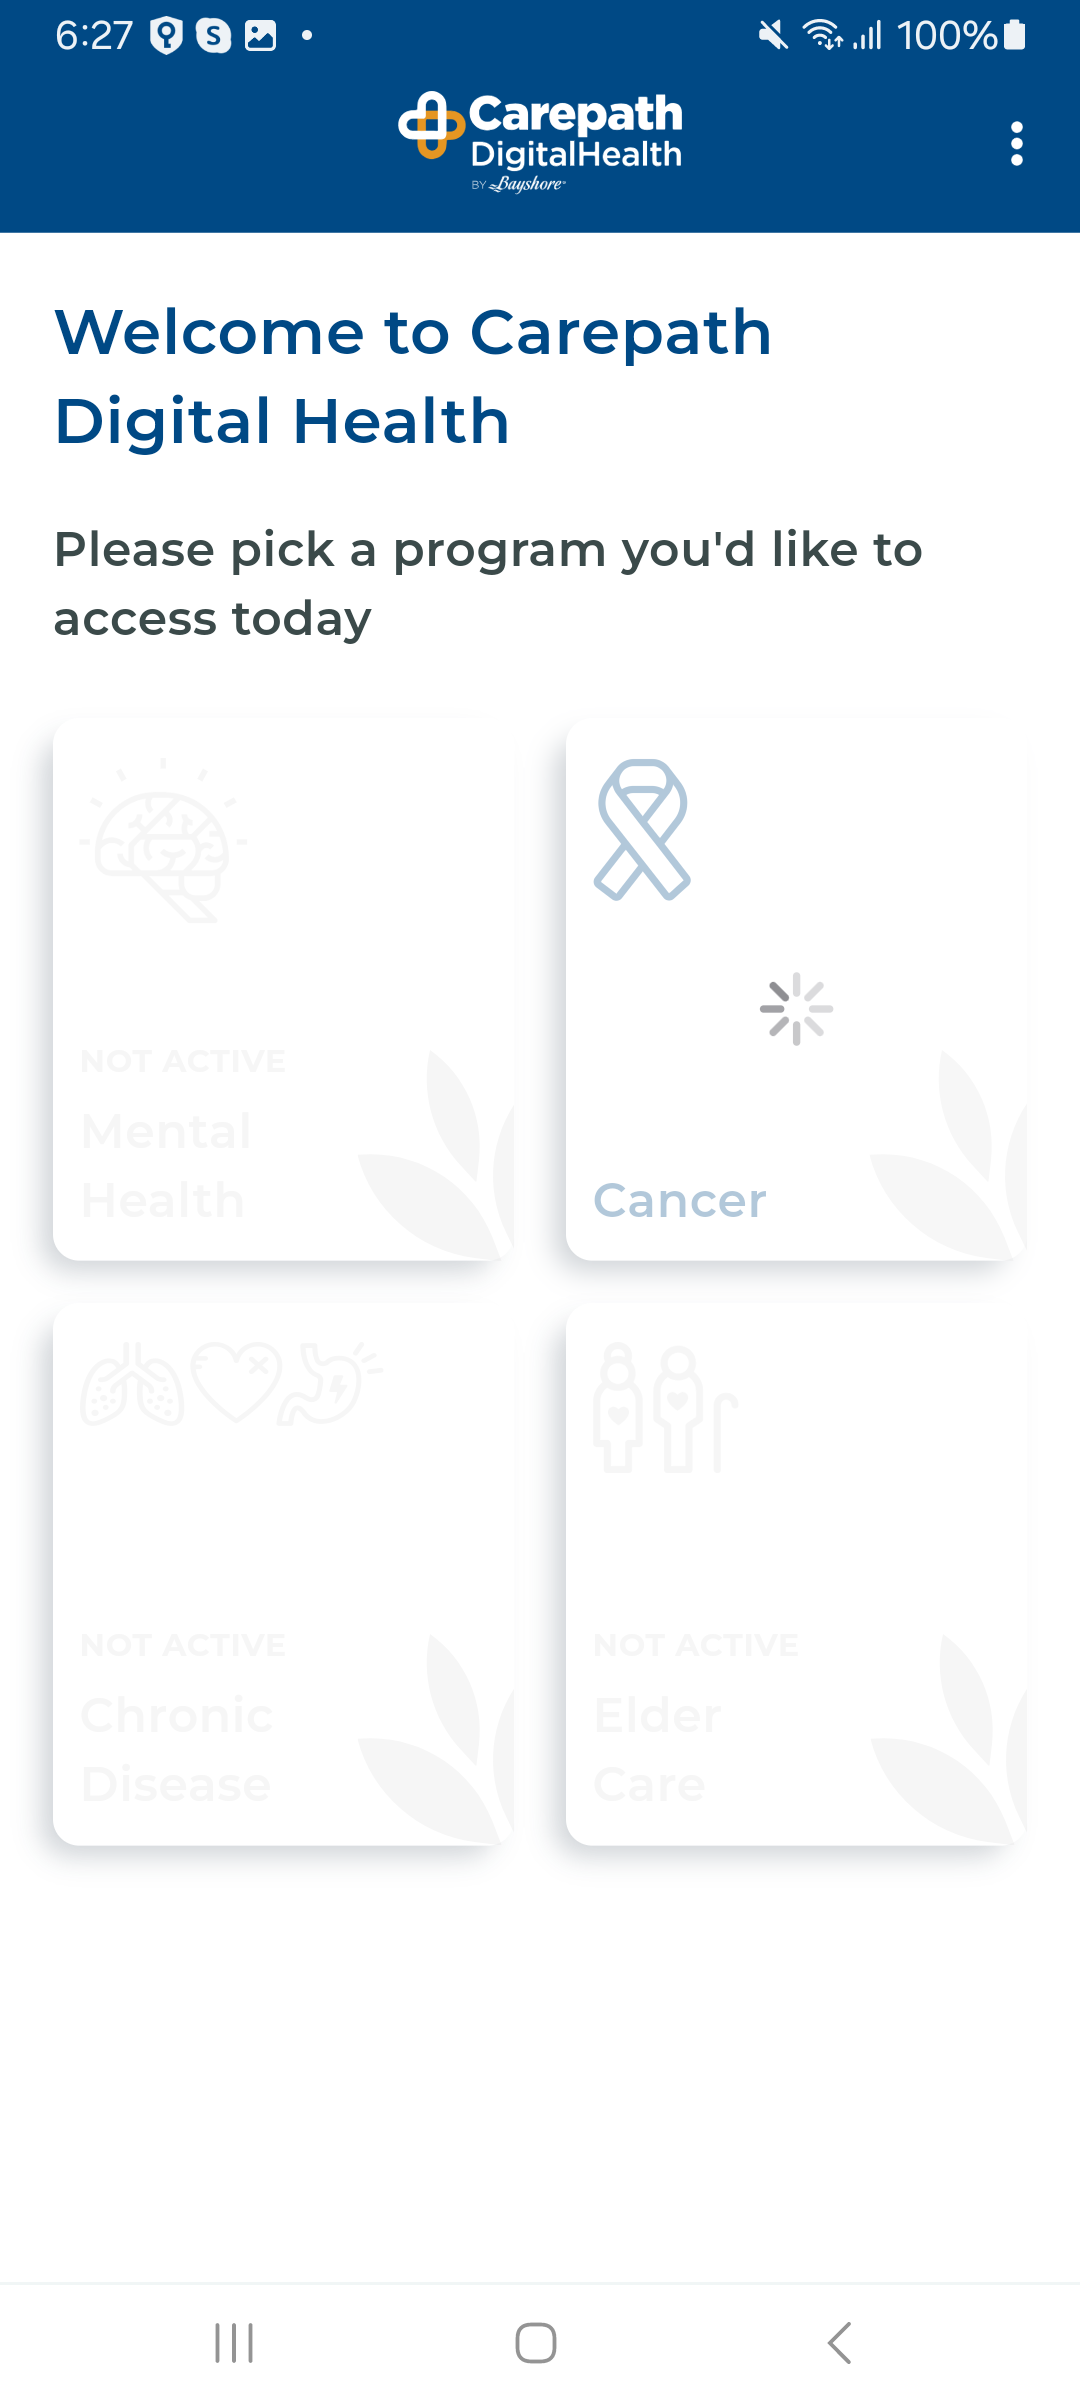 6:27
S
100%
Carepath
DigitalHealth
BY Bayshore
Welcome to Carepath
Digital Health
Please pick a program you'd like to
access today
NOT ACTIVE
Mental
Health
Cancer
NOT ACTIVE
Chronic
Disease
NOT ACTIVE
Elder
Care